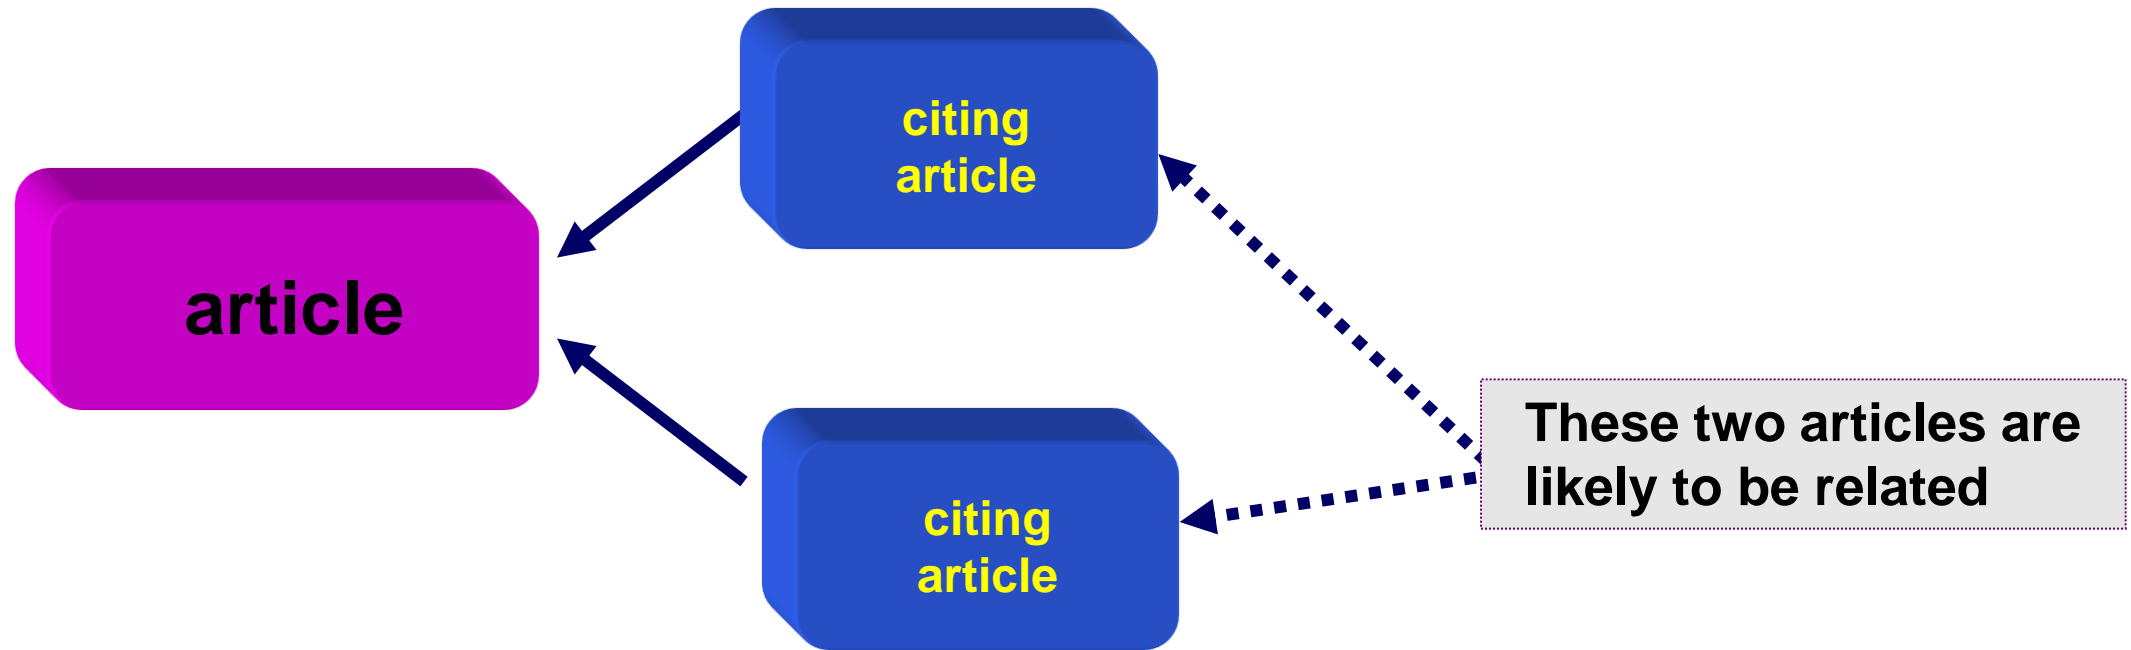 citing
article
article
citing
article
These two articles are
likely to be related